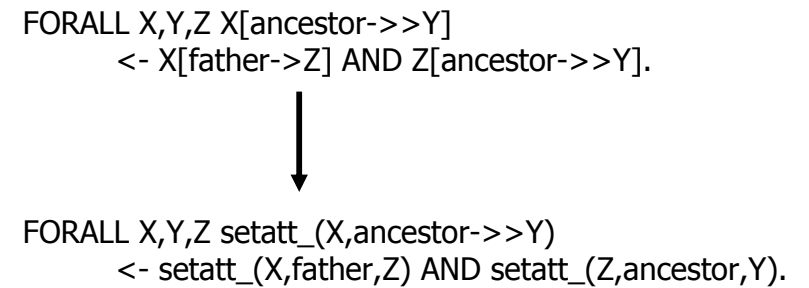 FORALL X,Y,Z X[ancestor->>Y]
<- X[father->Z] AND Z[ancestor->>Y].
FORALL X,Y,Z setatt_(X,ancestor->>Y)
<- setatt_(X,father,Z) AND setatt_(Z,ancestor,Y).